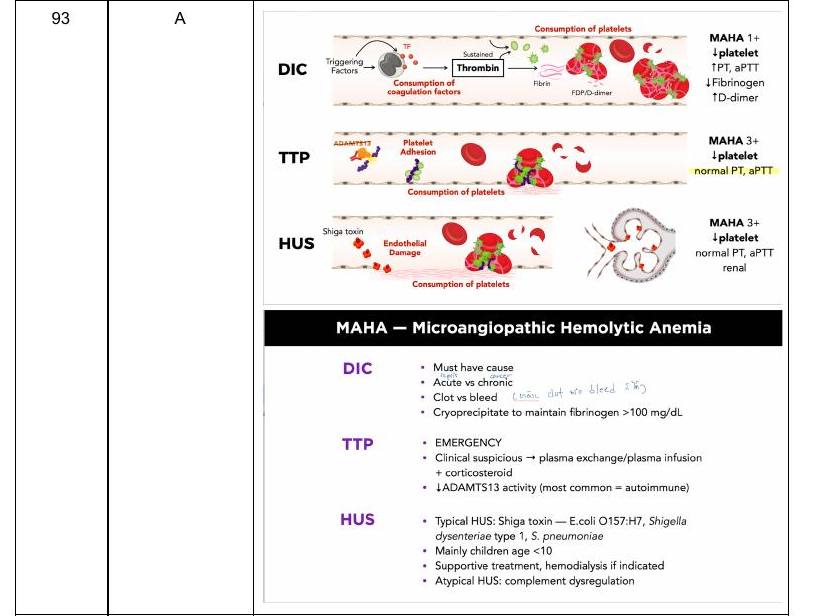 93
A
DIC
Triggering
Factors
TF
Consumption of
coagulation factors
Sustained
Thrombin
Consumption of platelets
Fibrin
FDP/D-dimer
MAHA 1+
↓platelet
↑PT, aPTT
↓Fibrinogen
↑D-dimer
TTP
ADAMTS13
Platelet
Adhesion
Consumption of platelets
MAHA 3+
↓platelet
normal PT, aPTT
HUS
Shiga toxin
Endothelial
Damage
Consumption of platelets
MAHA 3+
↓platelet
normal PT, aPTT
renal
MAHA — Microangiopathic Hemolytic Anemia
DIC
• Must have cause
sepsis cancer
• Acute vs chronic
• Clot vs bleed
clot bleed
• Cryoprecipitate to maintain fibrinogen >100 mg/dL
TTP
• EMERGENCY
• Clinical suspicious → plasma exchange/plasma infusion
+ corticosteroid
• ↓ADAMTS13 activity (most common = autoimmune)
HUS
• Typical HUS: Shiga toxin — E.coli O157:H7, Shigella
dysenteriae type 1, S. pneumoniae
• Mainly children age <10
• Supportive treatment, hemodialysis if indicated
• Atypical HUS: complement dysregulation